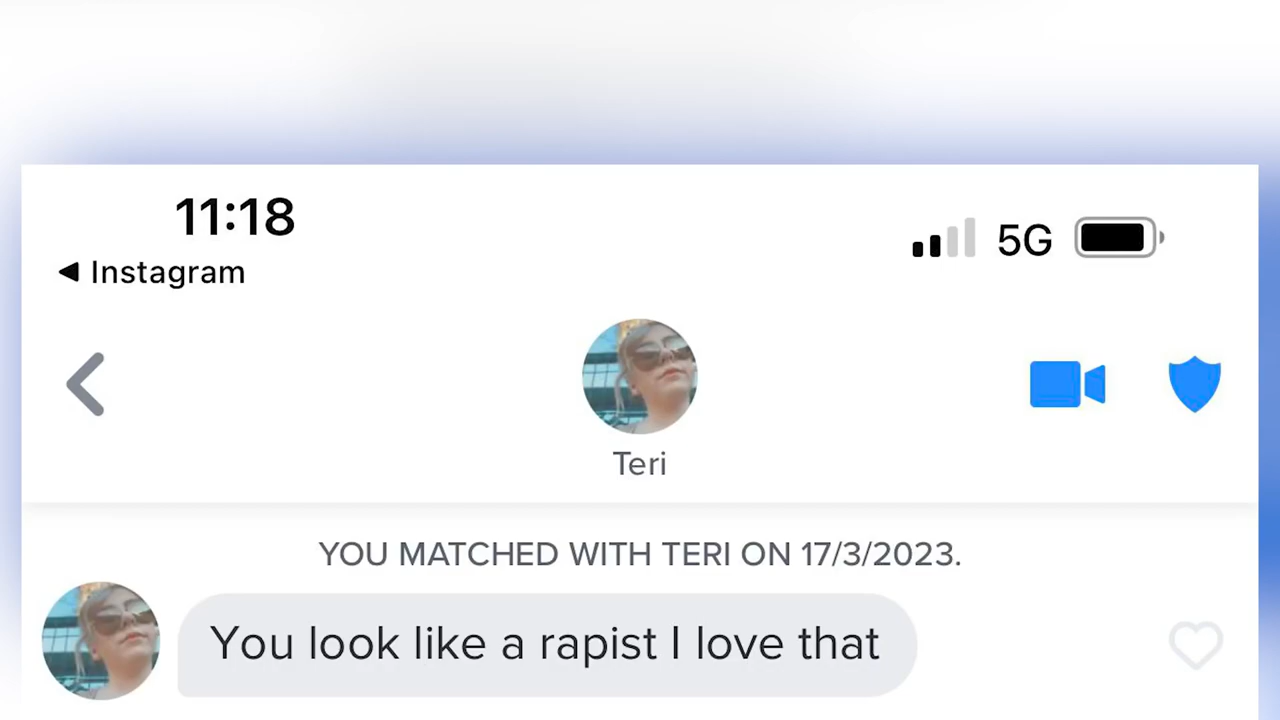 11:18
5G
◀ Instagram
Teri
YOU MATCHED WITH TERI ON 17/3/2023.
You look like a rapist I love that